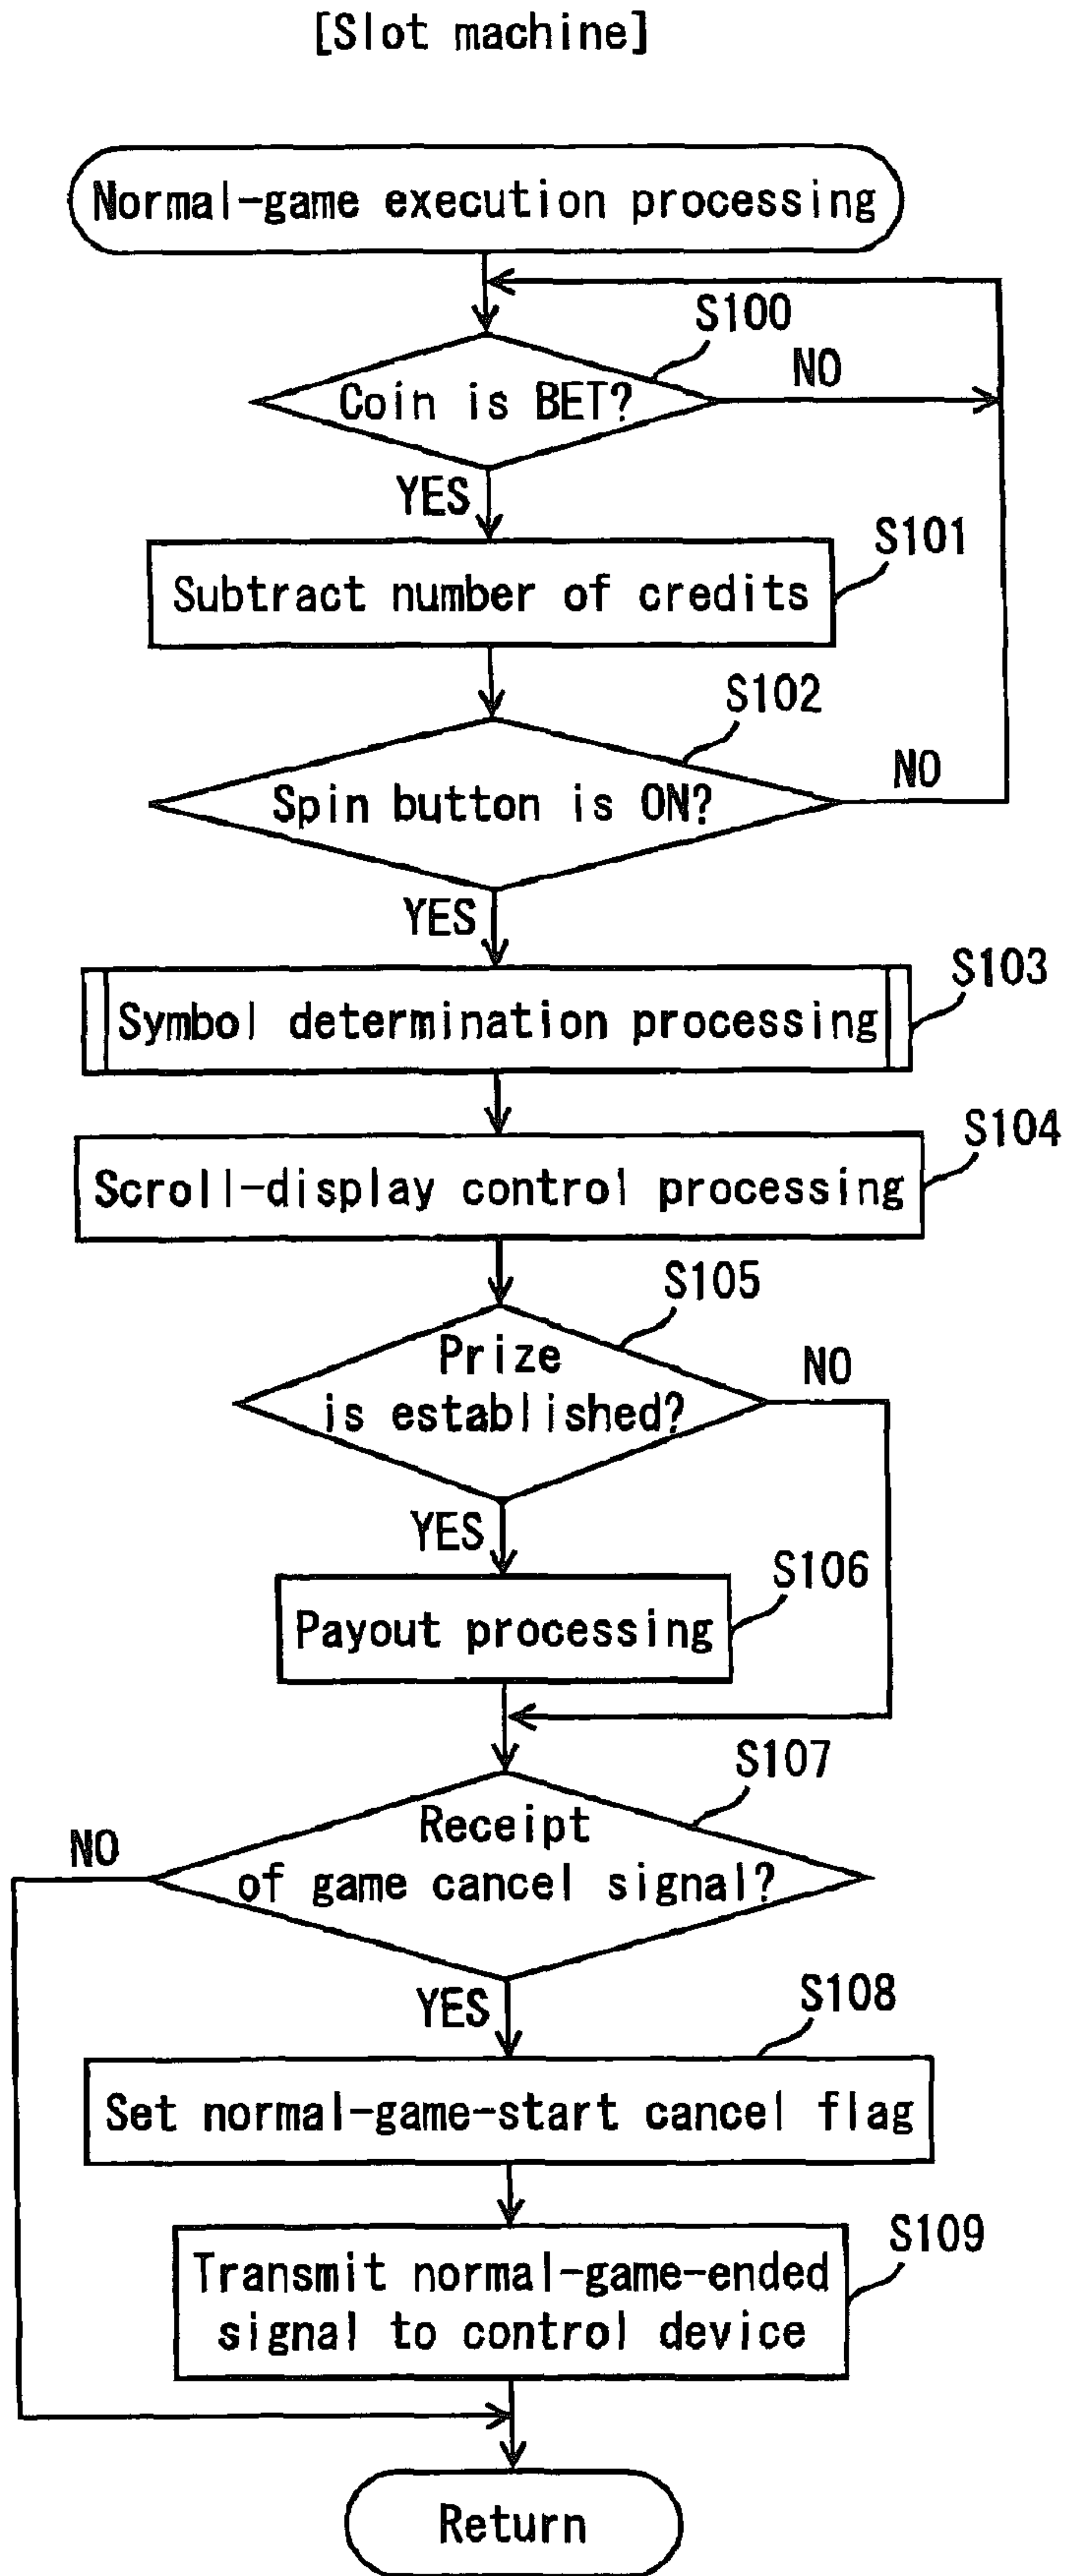 [Slot machine]
Normal-game execution processing
S100
Coin is BET?
NO
YES
S101
Subtract number of credits
S102
Spin button is ON?
NO
YES
S103
Symbol determination processing
S104
Scroll-display control processing
S105
Prize
is established?
NO
YES
S106
Payout processing
S107
Receipt
of game cancel signal?
NO
YES
S108
Set normal-game-start cancel flag
S109
Transmit normal-game-ended
signal to control device
Return